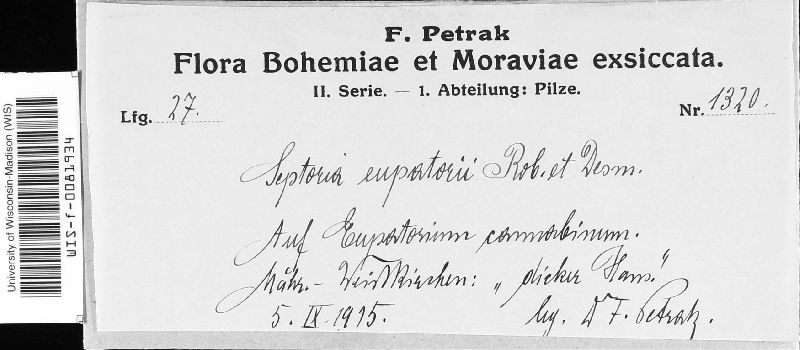 F. Petrak
Flora Bohemiae et Moraviae exsiccata.
II. Serie. — 1. Abteilung: Pilze.
Lfg. 27.
Nr. 1320.
Septoria eupatorii Rob. et Desm.
Auf Eupatorium cannabinum.
Mähr.- Weisskirchen: „dicker Hans."
5. IX. 1915.
leg. Dr F. Petrak.
University of Wisconsin-Madison (WIS)
WIS-f-0081934